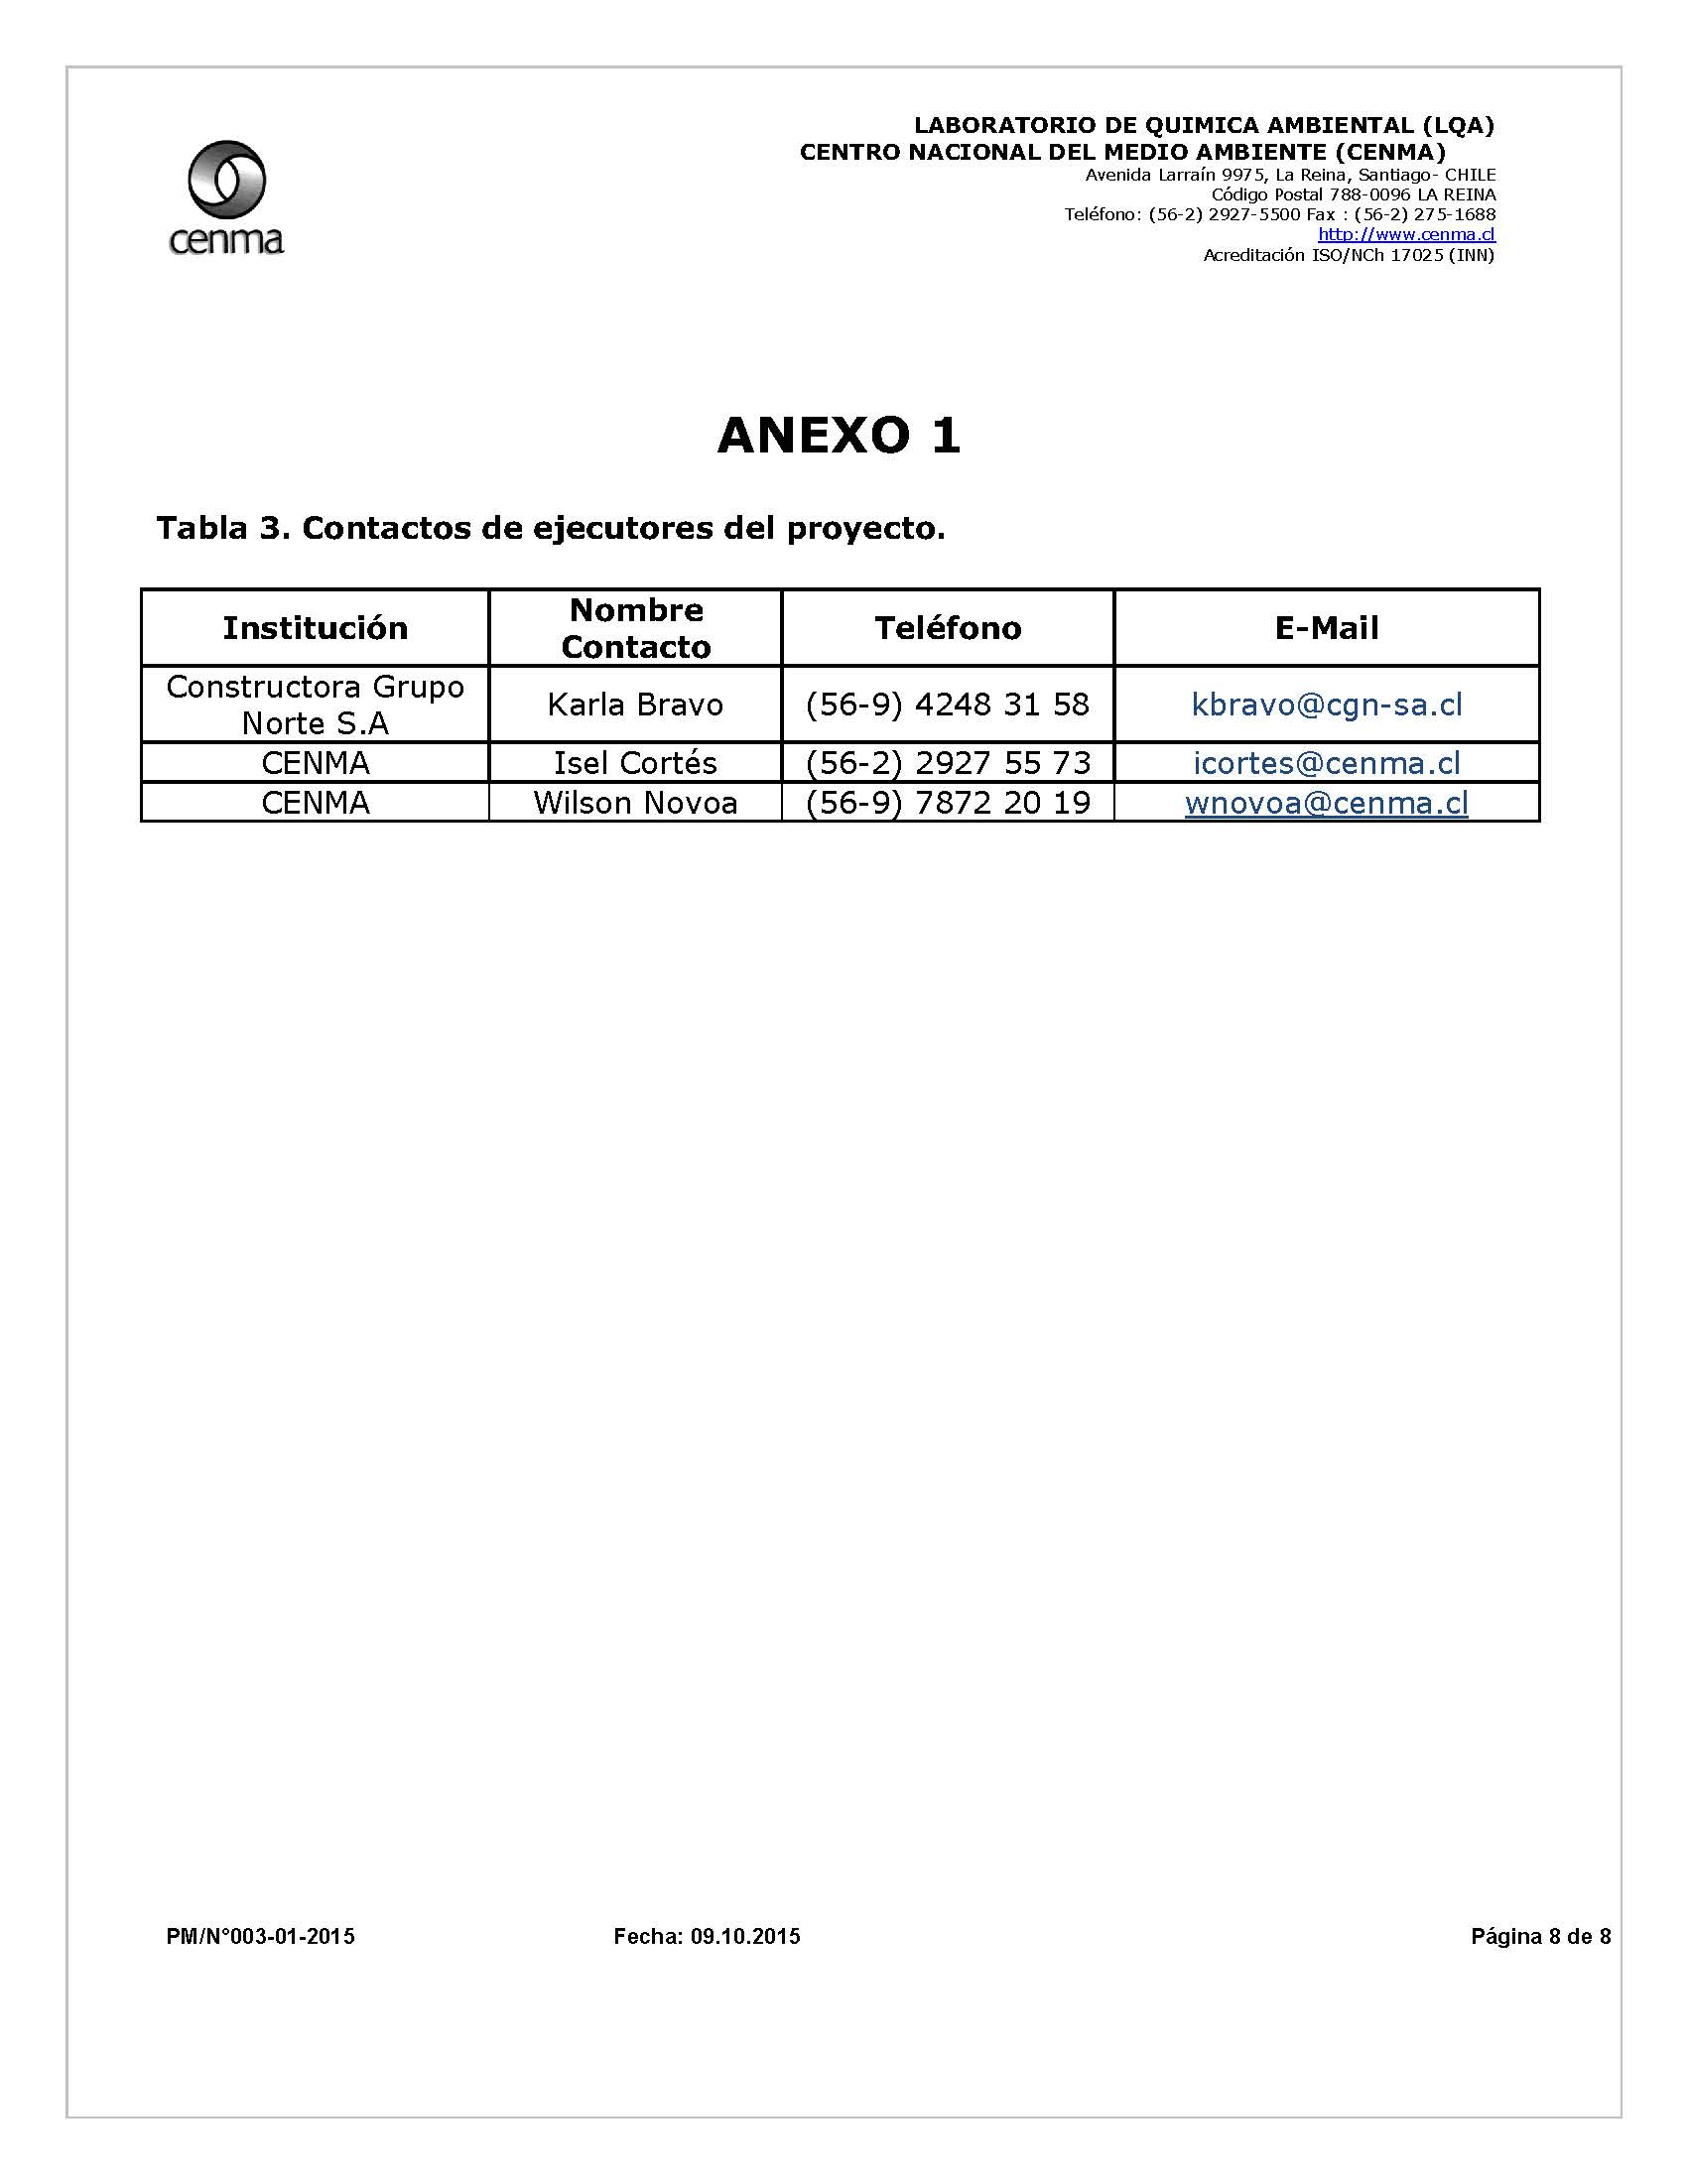 cenma
LABORATORIO DE QUIMICA AMBIENTAL (LQA)
CENTRO NACIONAL DEL MEDIO AMBIENTE (CENMA)
Avenida Larraín 9975, La Reina, Santiago- CHILE
Código Postal 788-0096 LA REINA
Teléfono: (56-2) 2927-5500 Fax : (56-2) 275-1688
http://www.cenma.cl
Acreditación ISO/NCh 17025 (INN)
ANEXO 1
Tabla 3. Contactos de ejecutores del proyecto.
Institución Nombre Contacto Teléfono E-Mail
Constructora Grupo Norte S.A Karla Bravo (56-9) 4248 31 58 kbravo@cgn-sa.cl
CENMA Isel Cortés (56-2) 2927 55 73 icortes@cenma.cl
CENMA Wilson Novoa (56-9) 7872 20 19 wnovoa@cenma.cl
PM/N°003-01-2015 Fecha: 09.10.2015 Página 8 de 8